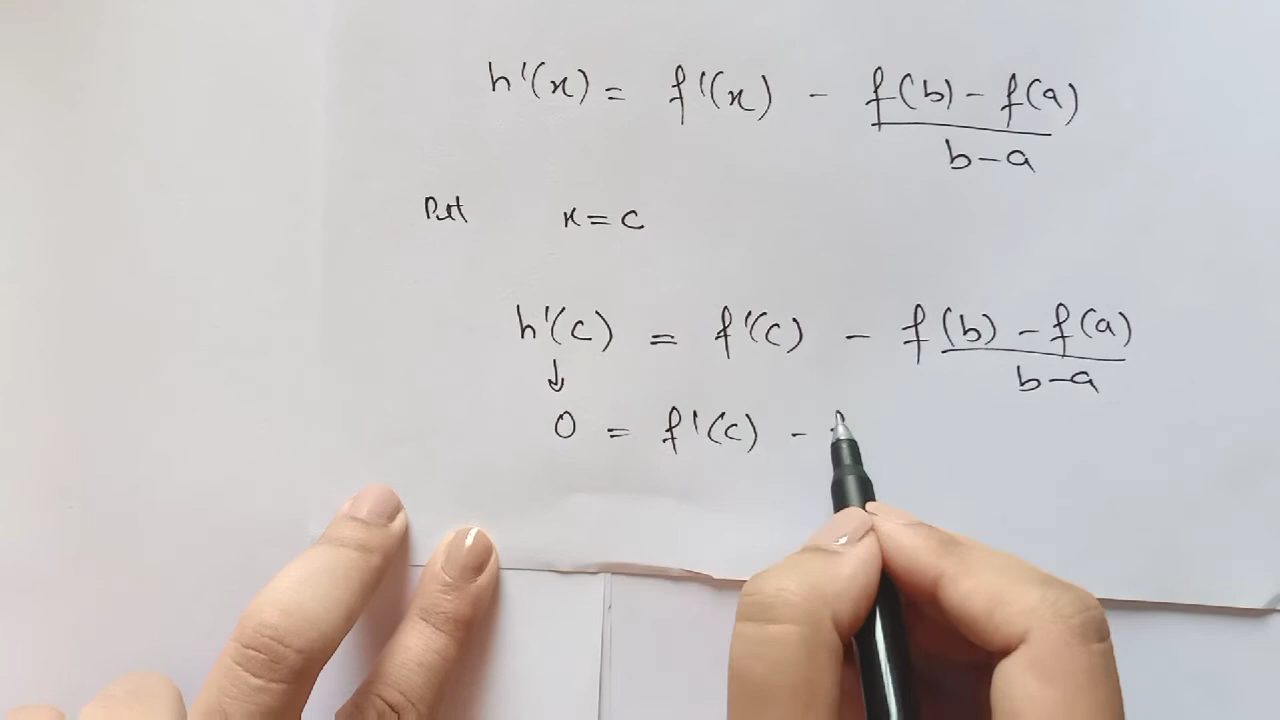 h'(x) = f'(x) - f(b) - f(a)
b-a
Put x = c
h'(c) = f'(c) - f(b) - f(a)
b-a
↓
0 = f'(c) -